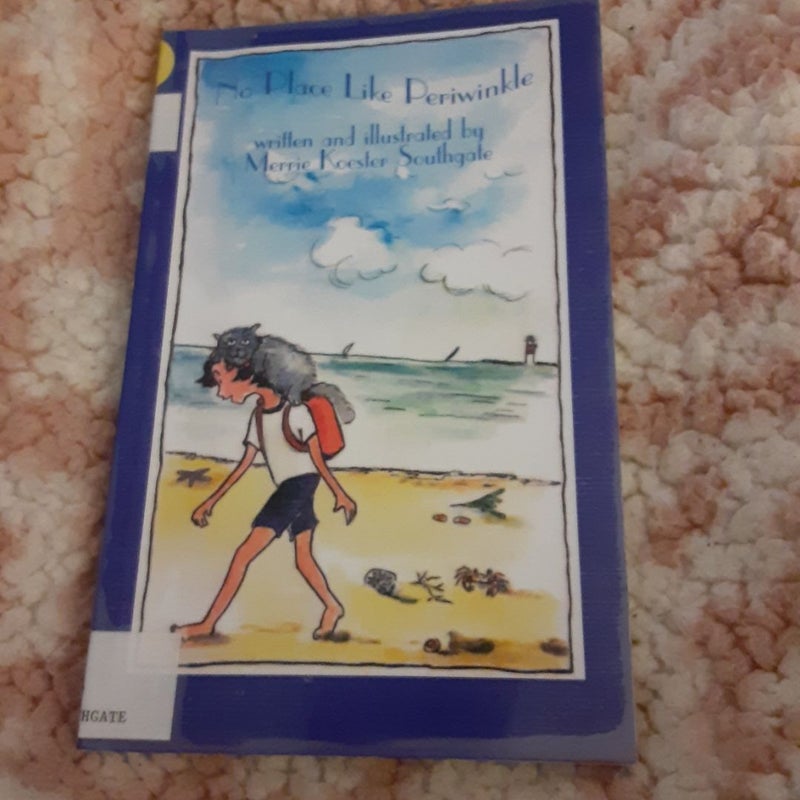 No Place Like Periwinkle
written and illustrated by
Merrie Koester Southgate
HGATE